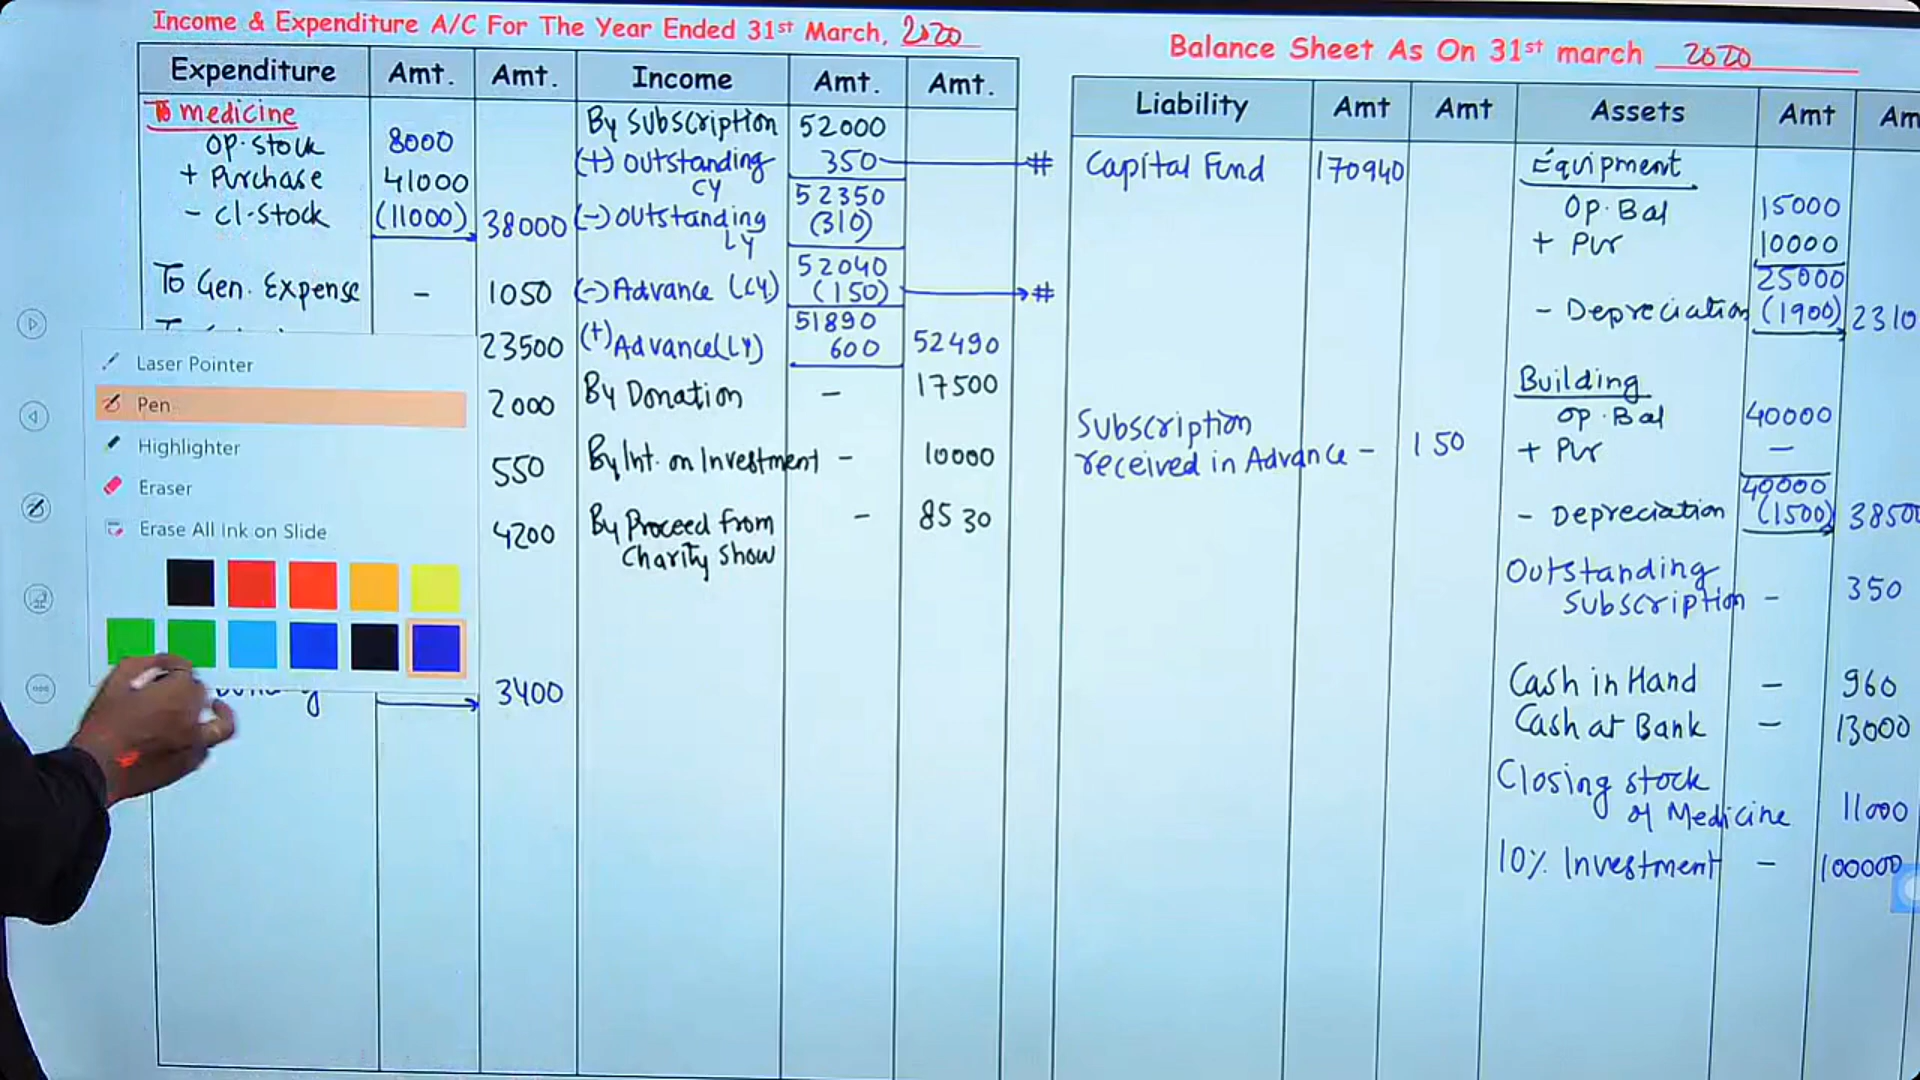 Income & Expenditure A/C For The Year Ended 31st March, 2020
Expenditure Amt. Amt. Income Amt. Amt.
To medicine
Op. stock 8000
+ Purchase 41000
- Cl. stock (11000) 38000
To Gen. Expense - 1050
23500
2000
550
4200
3400
By Subscription 52000
(+) Outstanding CY 350 #
52350
(-) Outstanding LY (310)
52040
(-) Advance (CY) (150) #
51890
(+) Advance (LY) 600 52490
By Donation - 17500
By Int. on Investment - 10000
By Proceed from - 8530
Charity Show
Laser Pointer
Pen
Highlighter
Eraser
Erase All Ink on Slide
Balance Sheet As On 31st march 2020
Liability Amt Amt Assets Amt Am
Capital Fund 170940
Subscription
received in Advance - 150
Equipment
Op. Bal 15000
+ Pur 10000
25000
- Depreciation (1900) 2310
Building
Op. Bal 40000
+ Pur -
40000
- Depreciation (1500) 3850
Outstanding
Subscription - 350
Cash in Hand - 960
Cash at Bank - 13000
Closing stock
of Medicine 11000
10% Investment - 100000